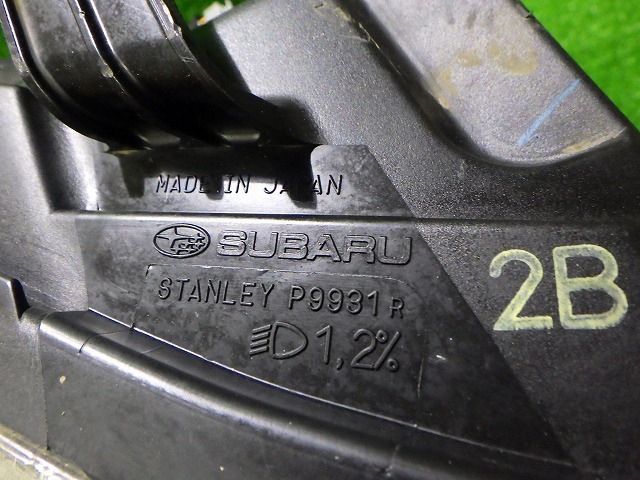 MADE IN JAPAN
SUBARU
STANLEY P9931 R
1,2%
2B